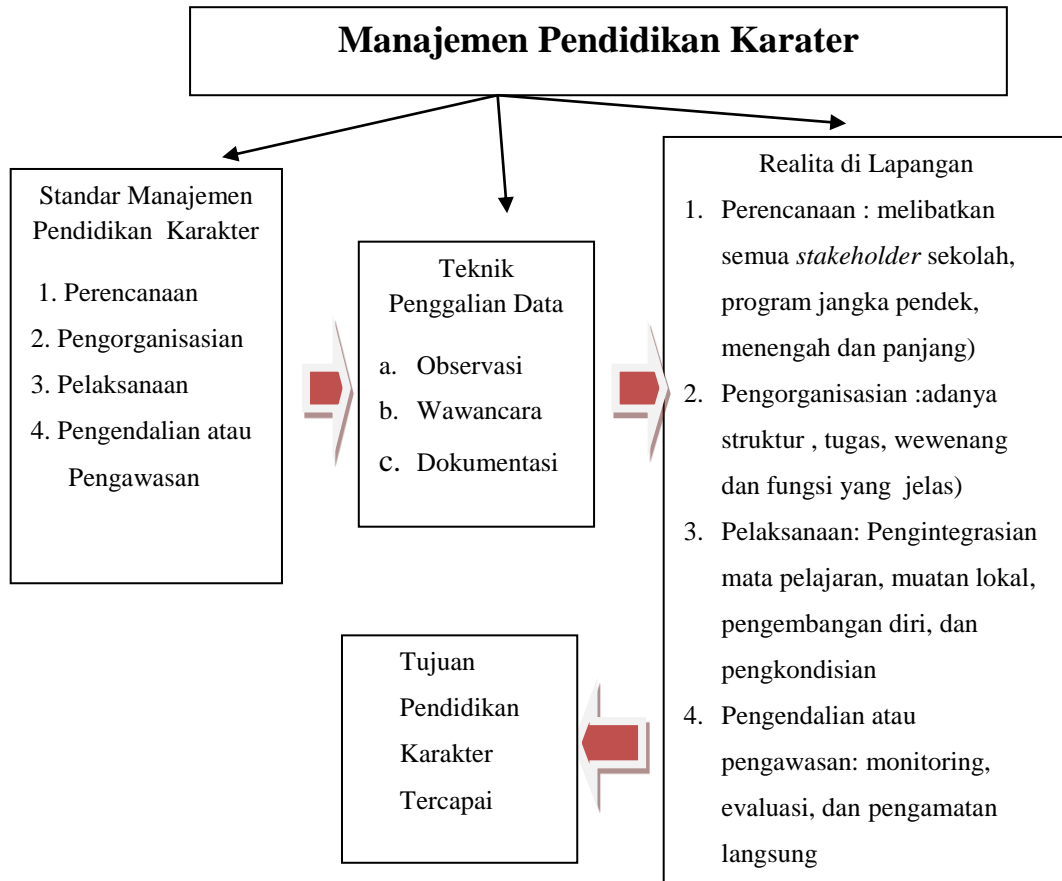 Manajemen Pendidikan Karater
Standar Manajemen
Pendidikan Karakter
1. Perencanaan
2. Pengorganisasian
3. Pelaksanaan
4. Pengendalian atau
Pengawasan
Teknik
Penggalian Data
a. Observasi
b. Wawancara
c. Dokumentasi
Realita di Lapangan
1. Perencanaan : melibatkan
semua stakeholder sekolah,
program jangka pendek,
menengah dan panjang)
2. Pengorganisasian :adanya
struktur , tugas, wewenang
dan fungsi yang jelas)
3. Pelaksanaan: Pengintegrasian
mata pelajaran, muatan lokal,
pengembangan diri, dan
pengkondisian
4. Pengendalian atau
pengawasan: monitoring,
evaluasi, dan pengamatan
langsung
Tujuan
Pendidikan
Karakter
Tercapai